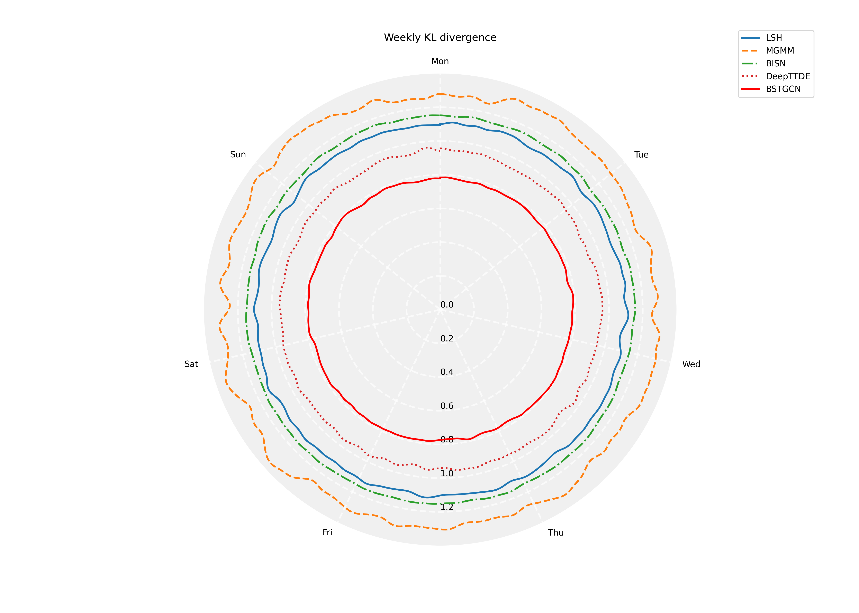 Weekly KL divergence
LSH
MGMM
BISN
DeepTTDE
BSTGCN
Mon
Sun
Tue
0.0
0.2
Sat
Wed
0.4
0.6
0.8
1.0
1.2
Fri
Thu